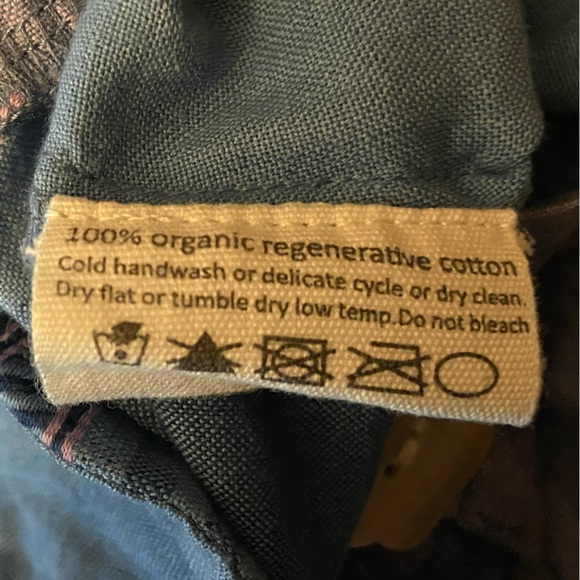 100% organic regenerative cotton
Cold handwash or delicate cycle or dry clean.
Dry flat or tumble dry low temp.Do not bleach